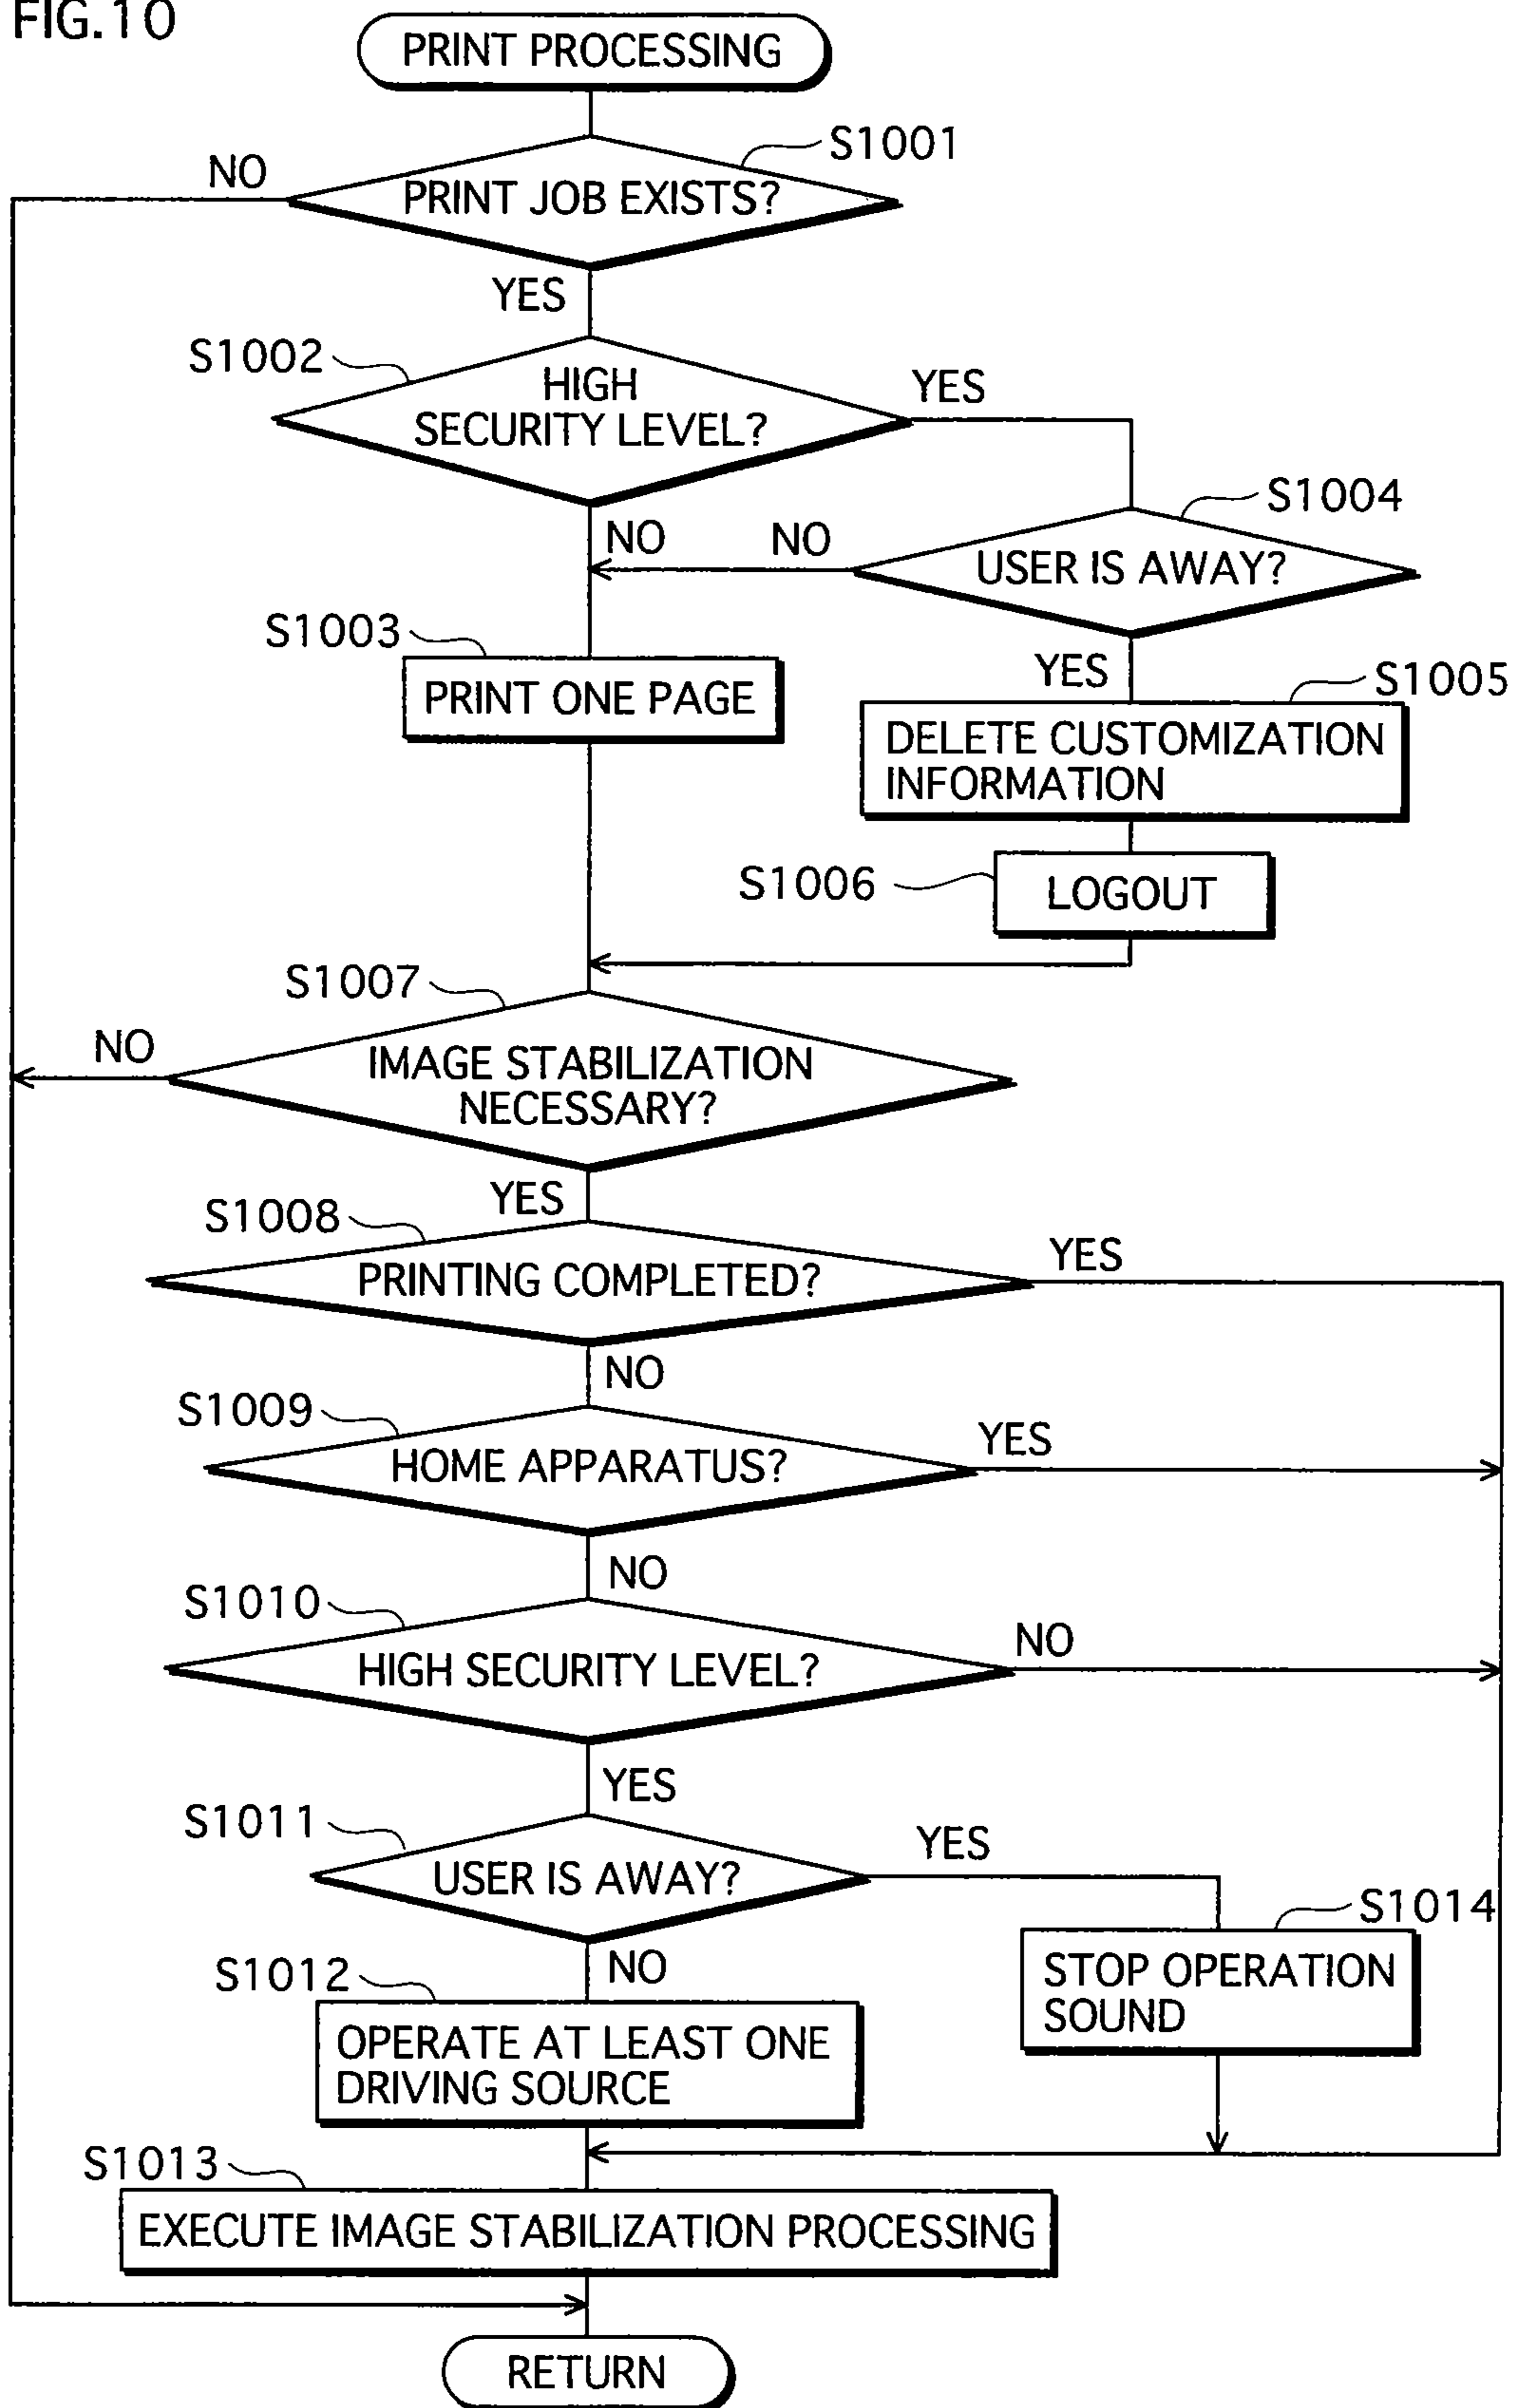 FIG.10
PRINT PROCESSING
S1001
NO
PRINT JOB EXISTS?
YES
S1002
HIGH
SECURITY LEVEL?
YES
S1004
NO
NO
USER IS AWAY?
S1003
PRINT ONE PAGE
YES
S1005
DELETE CUSTOMIZATION
INFORMATION
S1006
LOGOUT
S1007
NO
IMAGE STABILIZATION
NECESSARY?
YES
S1008
PRINTING COMPLETED?
YES
NO
S1009
HOME APPARATUS?
YES
NO
S1010
HIGH SECURITY LEVEL?
NO
YES
S1011
USER IS AWAY?
YES
S1014
NO
STOP OPERATION
SOUND
S1012
OPERATE AT LEAST ONE
DRIVING SOURCE
S1013
EXECUTE IMAGE STABILIZATION PROCESSING
RETURN